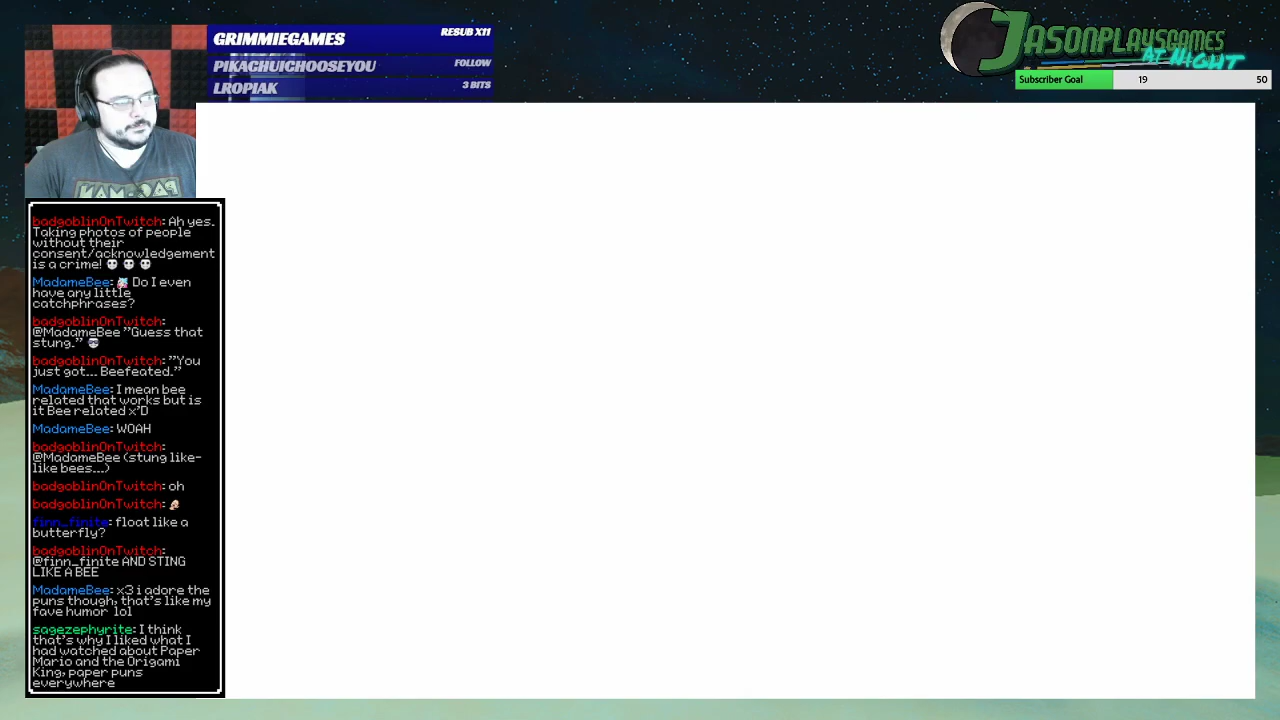 GRIMMIEGAMES RESUB X11
PIKACHUICHOOSEYOU FOLLOW
LROPIAK 3 BITS
JASONPLAYSGAMES
AT NIGHT
Subscriber Goal 19 50
PAC-MAN
badgoblinOnTwitch: Ah yes.
Taking photos of people
without their
consent/acknowledgement
is a crime!
MadameBee: Do I even
have any little
catchphrases?
badgoblinOnTwitch:
@MadameBee "Guess that
stung."
badgoblinOnTwitch: "You
just got... Beefeated."
MadameBee: I mean bee
related that works but is
it Bee related x'D
MadameBee: WOAH
badgoblinOnTwitch:
@MadameBee (stung like-
like bees...)
badgoblinOnTwitch: oh
badgoblinOnTwitch:
finn_finite: float like a
butterfly?
badgoblinOnTwitch:
@finn_finite AND STING
LIKE A BEE
MadameBee: x3 i adore the
puns though, that's like my
fave humor lol
sagezephyrite: I think
that's why I liked what I
had watched about Paper
Mario and the Origami
King, paper puns
everywhere